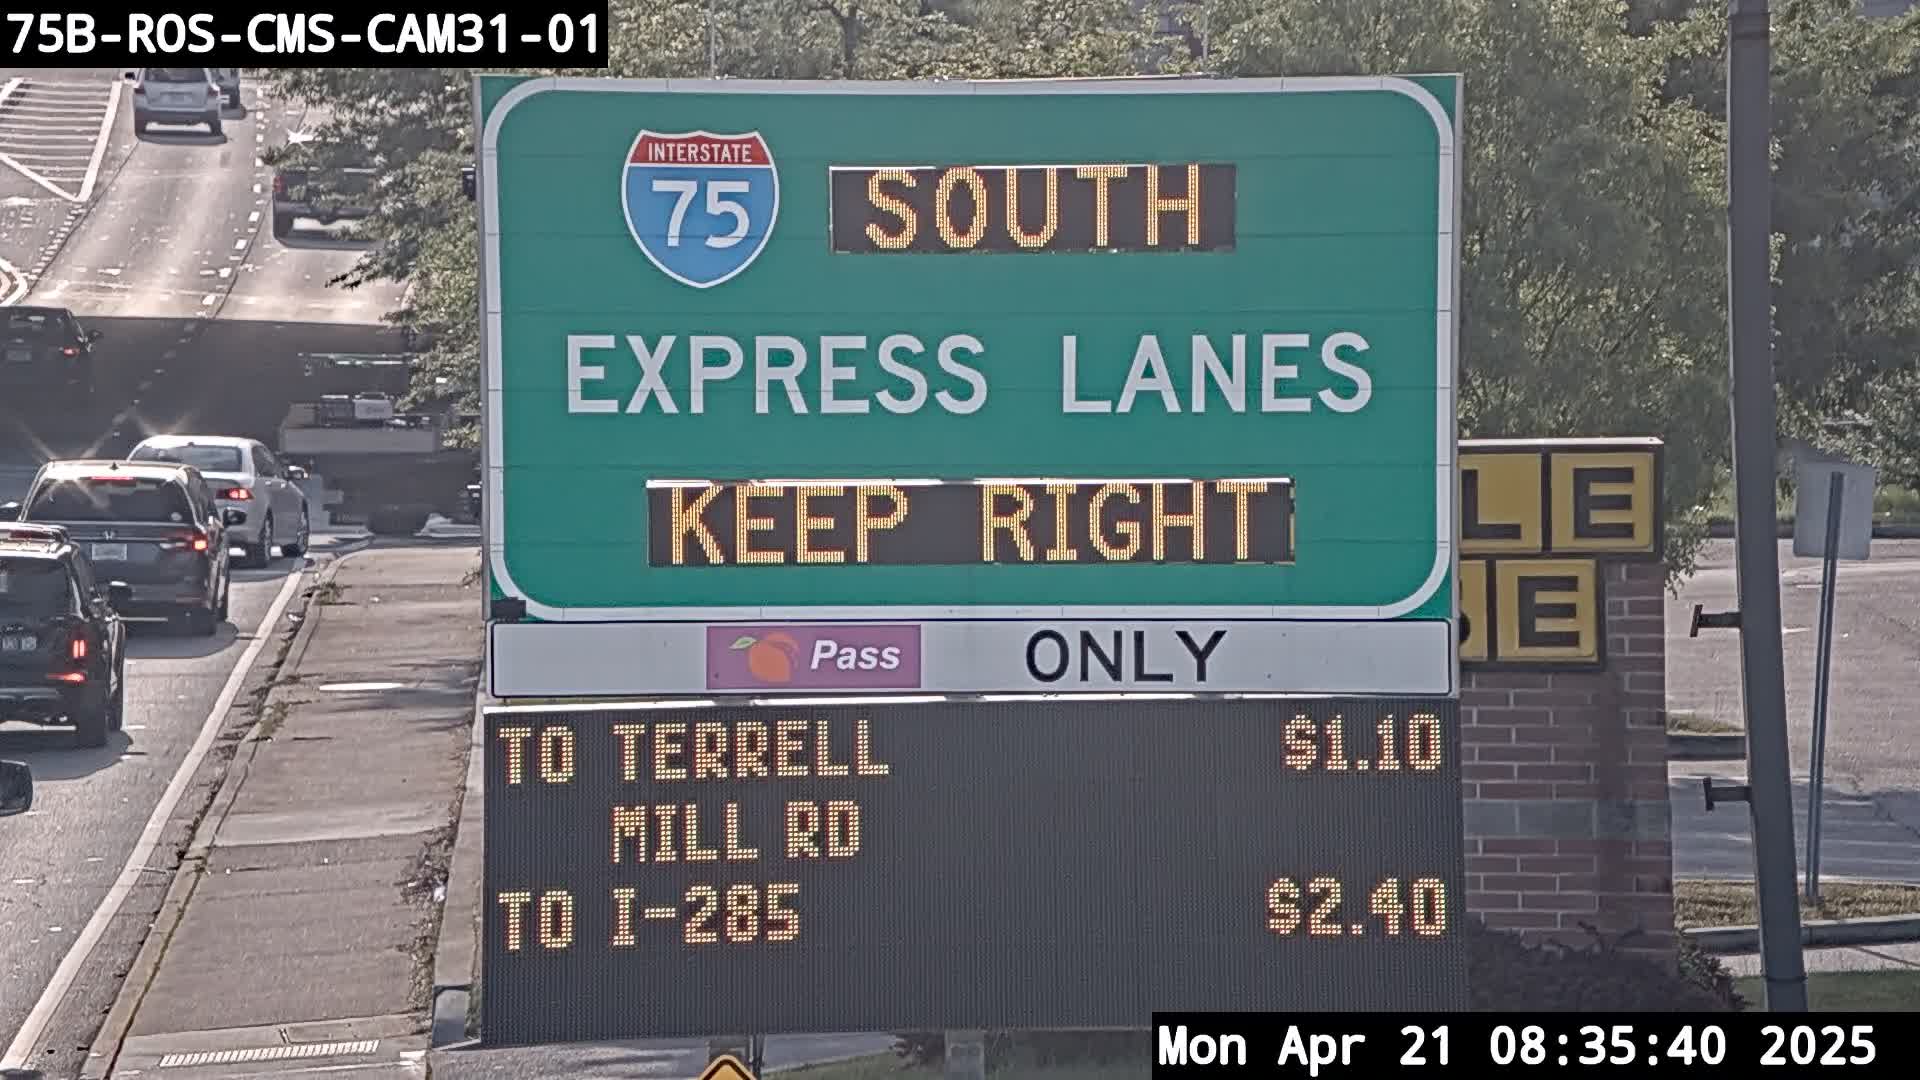 75B-ROS-CMS-CAM31-01
INTERSTATE
75
SOUTH
EXPRESS LANES
KEEP RIGHT
LE
E
Pass ONLY
TO TERRELL $1.10
MILL RD
TO I-285 $2.40
Mon Apr 21 08:35:40 2025